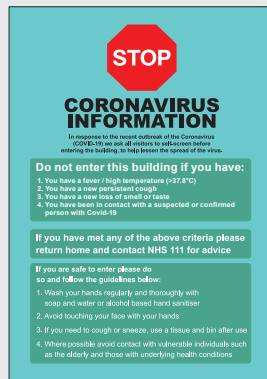 STOP
CORONAVIRUS
INFORMATION
In response to the recent outbreak of the Coronavirus
(COVID-19) we ask all visitors to self-screen before
entering the building, to help lessen the spread of the virus.
Do not enter this building if you have:
1. You have a fever / high temperature (>37.8°C)
2. You have a new persistent cough
3. You have a new loss of smell or taste
4. You have been in contact with a suspected or confirmed
person with Covid-19
If you have met any of the above criteria please
return home and contact NHS 111 for advice
If you are safe to enter please do
so and follow the guidelines below:
1. Wash your hands regularly and thoroughly with
soap and water or alcohol based hand sanitiser
2. Avoid touching your face with your hands
3. If you need to cough or sneeze, use a tissue and bin after use
4. Where possible avoid contact with vulnerable individuals such
as the elderly and those with underlying health conditions